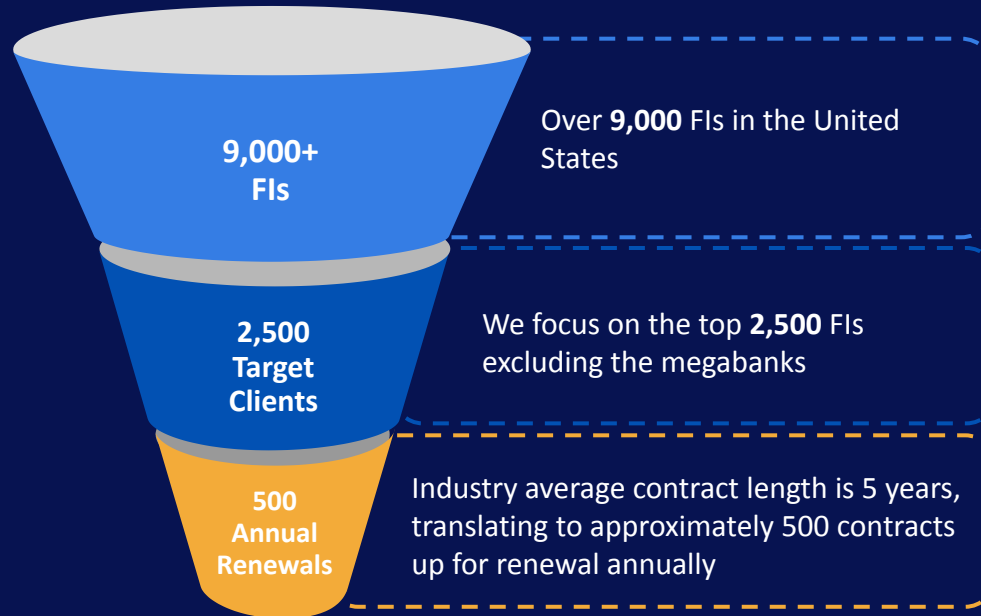 9,000+
FIs
Over 9,000 FIs in the United
States
2,500
Target
Clients
We focus on the top 2,500 FIs
excluding the megabanks
500
Annual
Renewals
Industry average contract length is 5 years,
translating to approximately 500 contracts
up for renewal annually